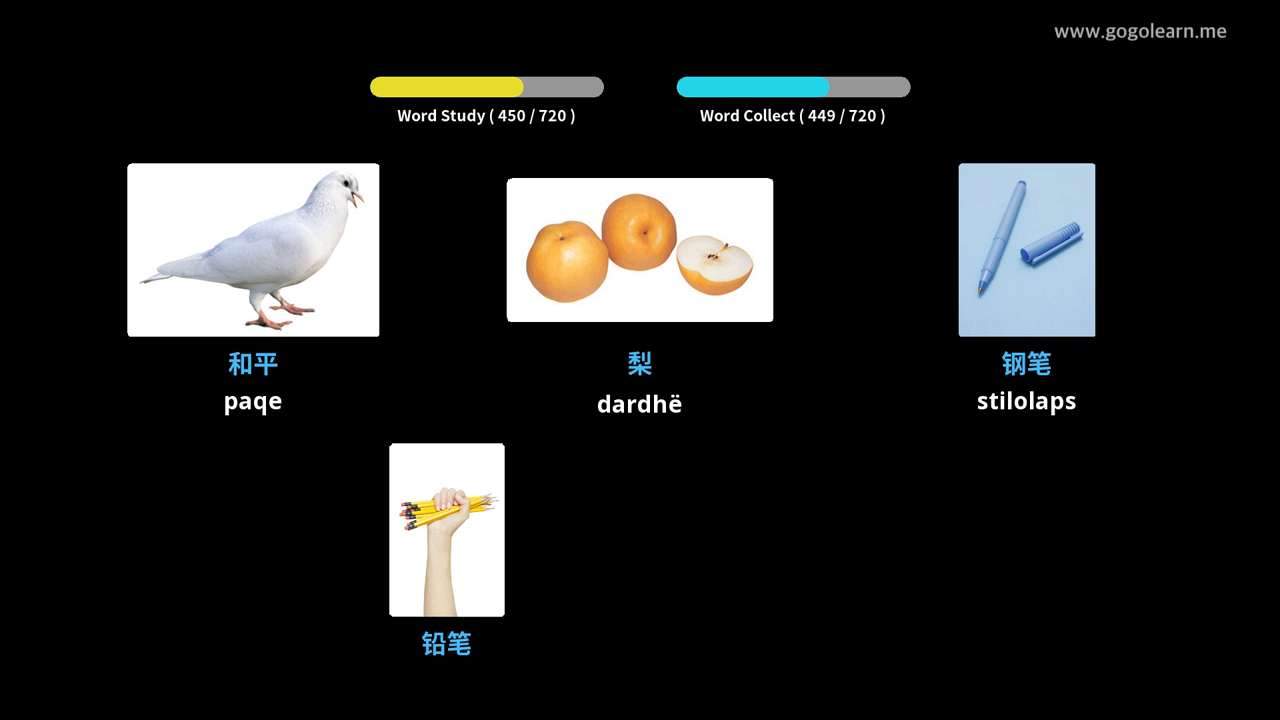 www.gogolearn.me
Word Study ( 450 / 720 )
Word Collect ( 449 / 720 )
和平
paqe
梨
dardhë
钢笔
stilolaps
铅笔